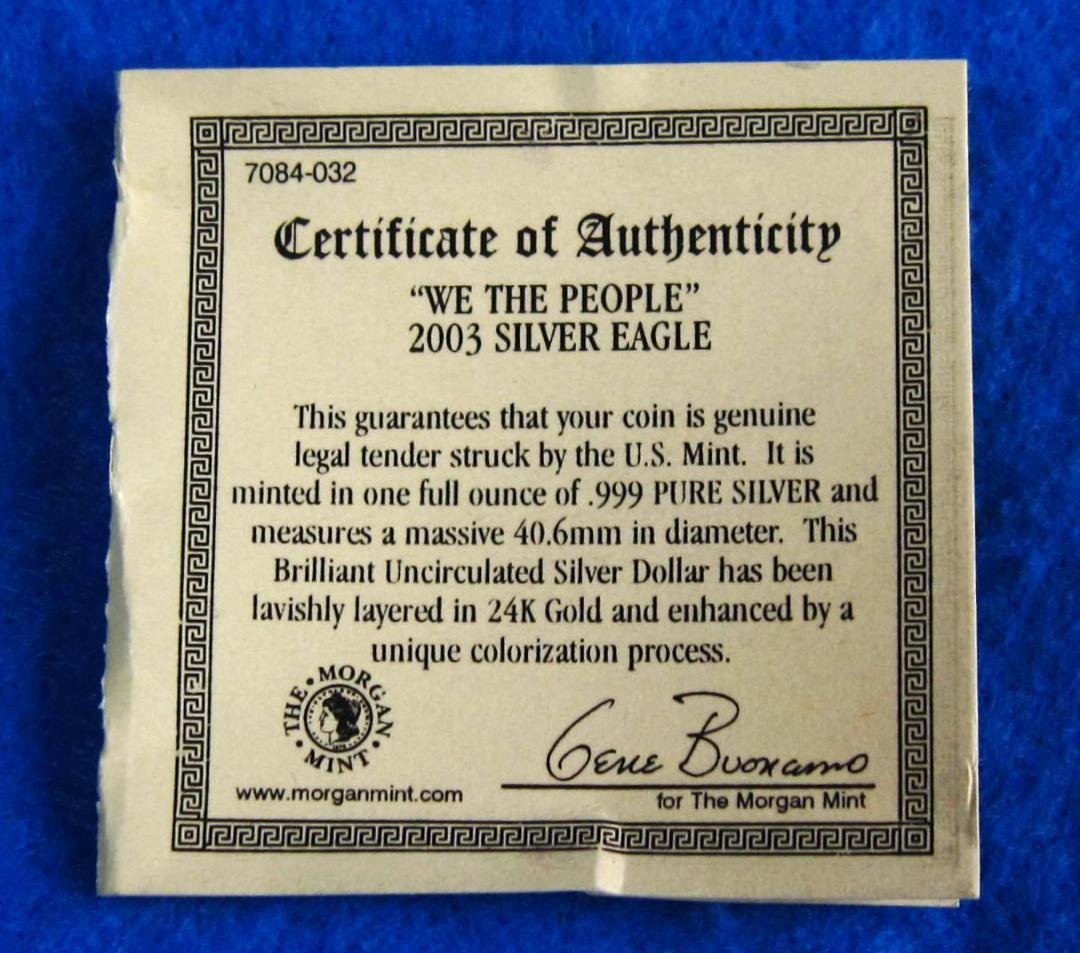 7084-032
Certificate of Authenticity
“WE THE PEOPLE”
2003 SILVER EAGLE
This guarantees that your coin is genuine
legal tender struck by the U.S. Mint. It is
minted in one full ounce of .999 PURE SILVER and
measures a massive 40.6mm in diameter. This
Brilliant Uncirculated Silver Dollar has been
lavishly layered in 24K Gold and enhanced by a
unique colorization process.
THE • MORGAN • MINT •
Gene Buonamo
www.morganmint.com
for The Morgan Mint